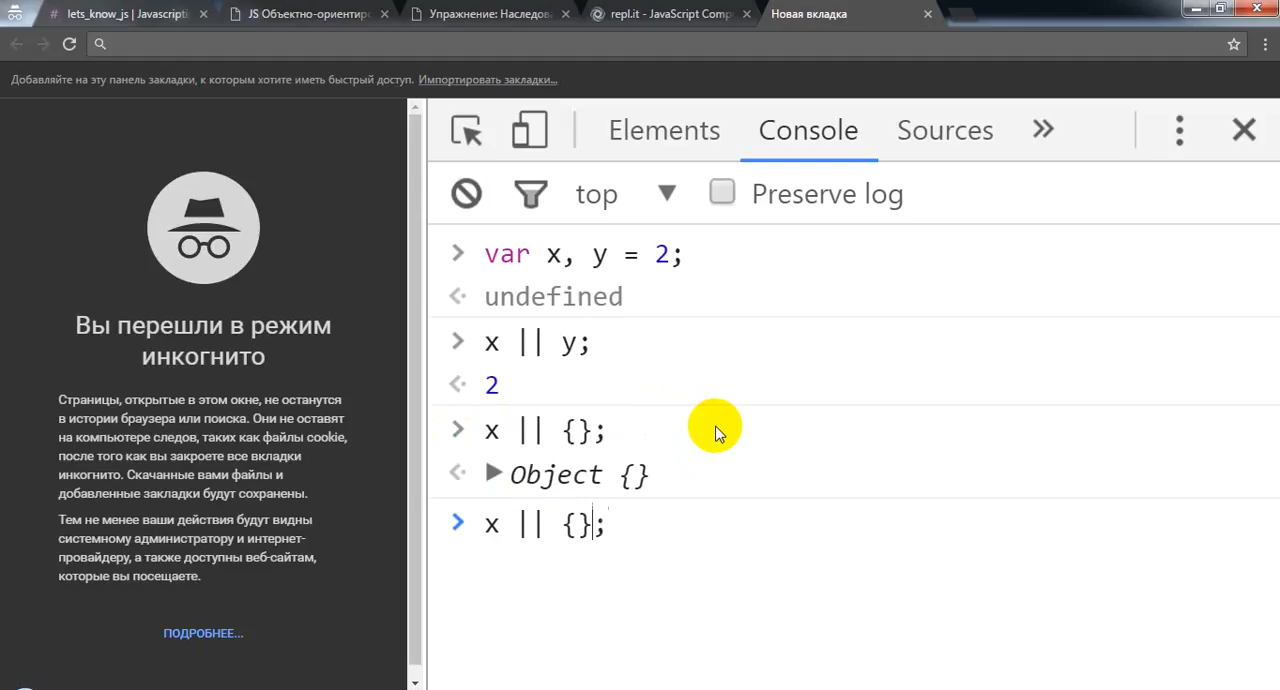 # lets_know_js | Javascripti
JS Объектно-ориентир
Упражнение: Наследова
repl.it - JavaScript Comp
Новая вкладка
Добавляйте на эту панель закладки, к которым хотите иметь быстрый доступ. Импортировать закладки...
Elements Console Sources »
top ▼ Preserve log
> var x, y = 2;
undefined
> x || y;
2
> x || {};
▶ Object {}
> x || {};
Вы перешли в режим
инкогнито
Страницы, открытые в этом окне, не останутся
в истории браузера или поиска. Они не оставят
на компьютере следов, таких как файлы cookie,
после того как вы закроете все вкладки
инкогнито. Скачанные вами файлы и
добавленные закладки будут сохранены.
Тем не менее ваши действия будут видны
системному администратору и интернет-
провайдеру, а также доступны веб-сайтам,
которые вы посещаете.
ПОДРОБНЕЕ...